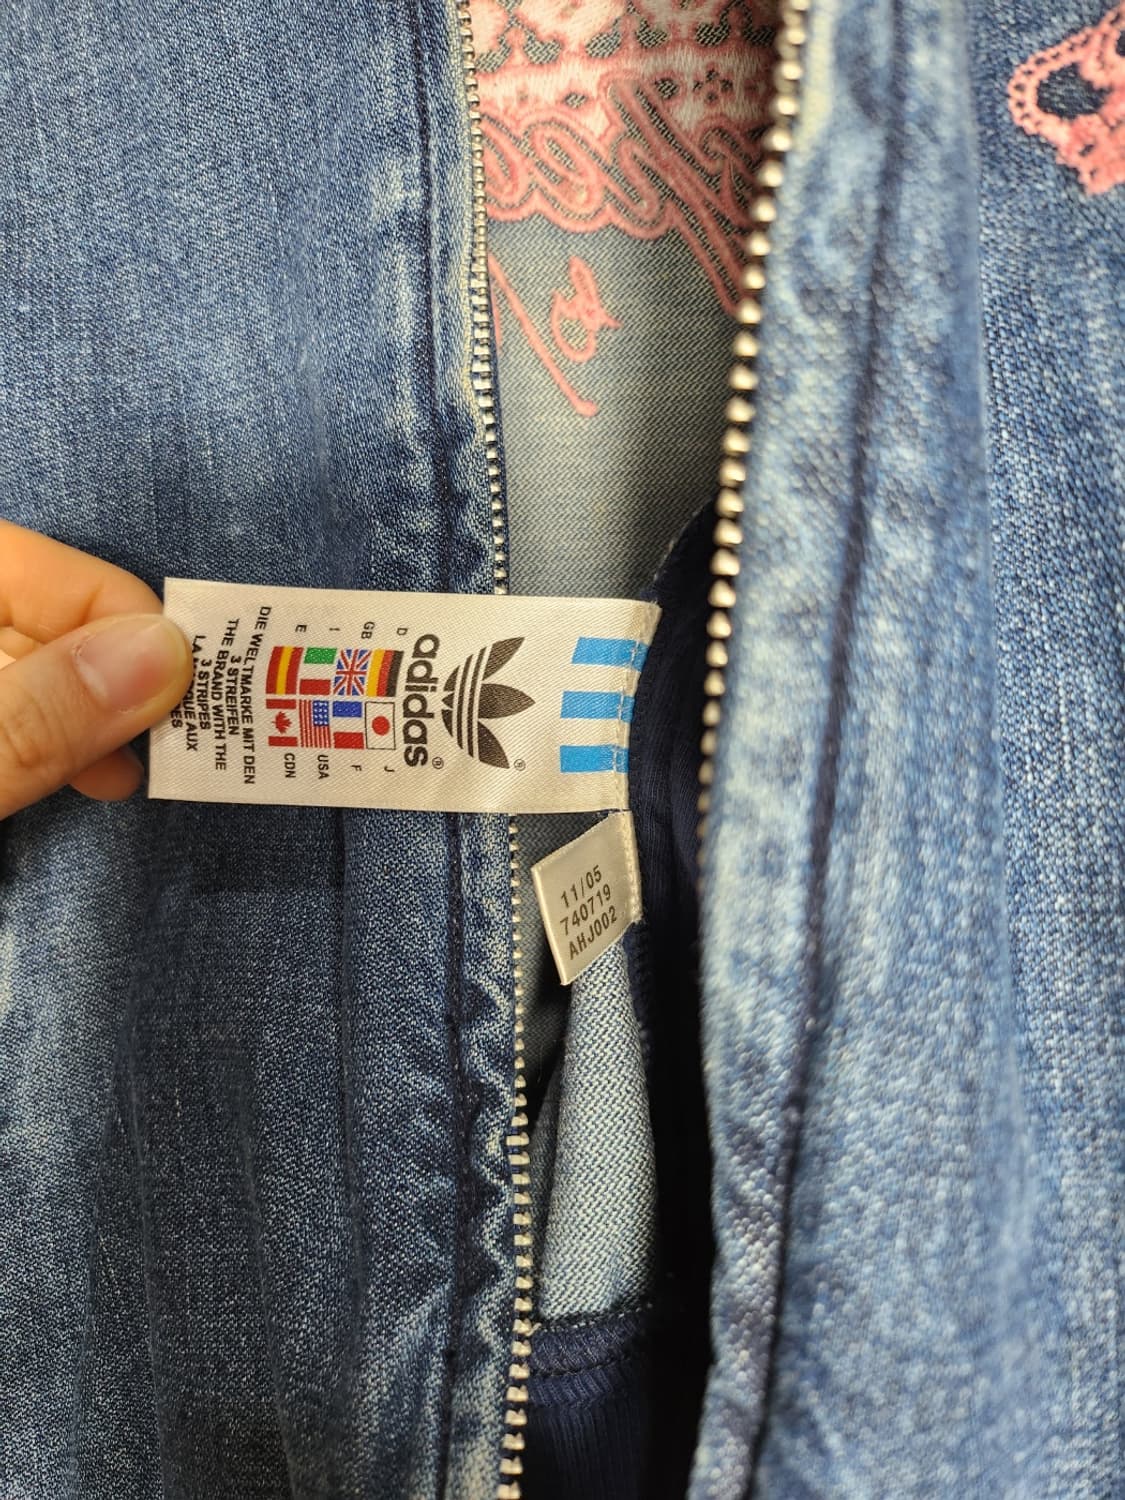 adidas®
®
D
GB
I
E
J
F
USA
CDN
DIE WELTMARKE MIT DEN
3 STREIFEN
THE BRAND WITH THE
3 STRIPES
AUX
11/05
740719
AHJ002